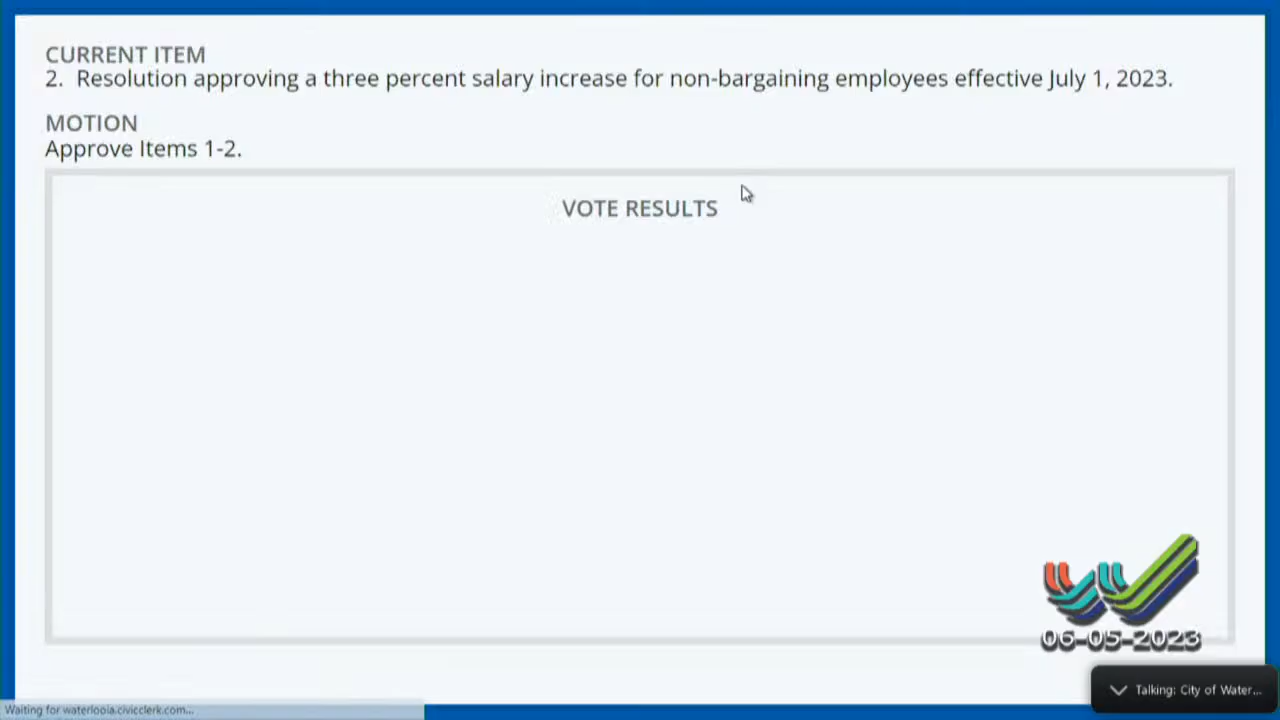 CURRENT ITEM
2. Resolution approving a three percent salary increase for non-bargaining employees effective July 1, 2023.
MOTION
Approve Items 1-2.
VOTE RESULTS
06-05-2023
Talking: City of Water...
Waiting for waterlooia.civicclerk.com...